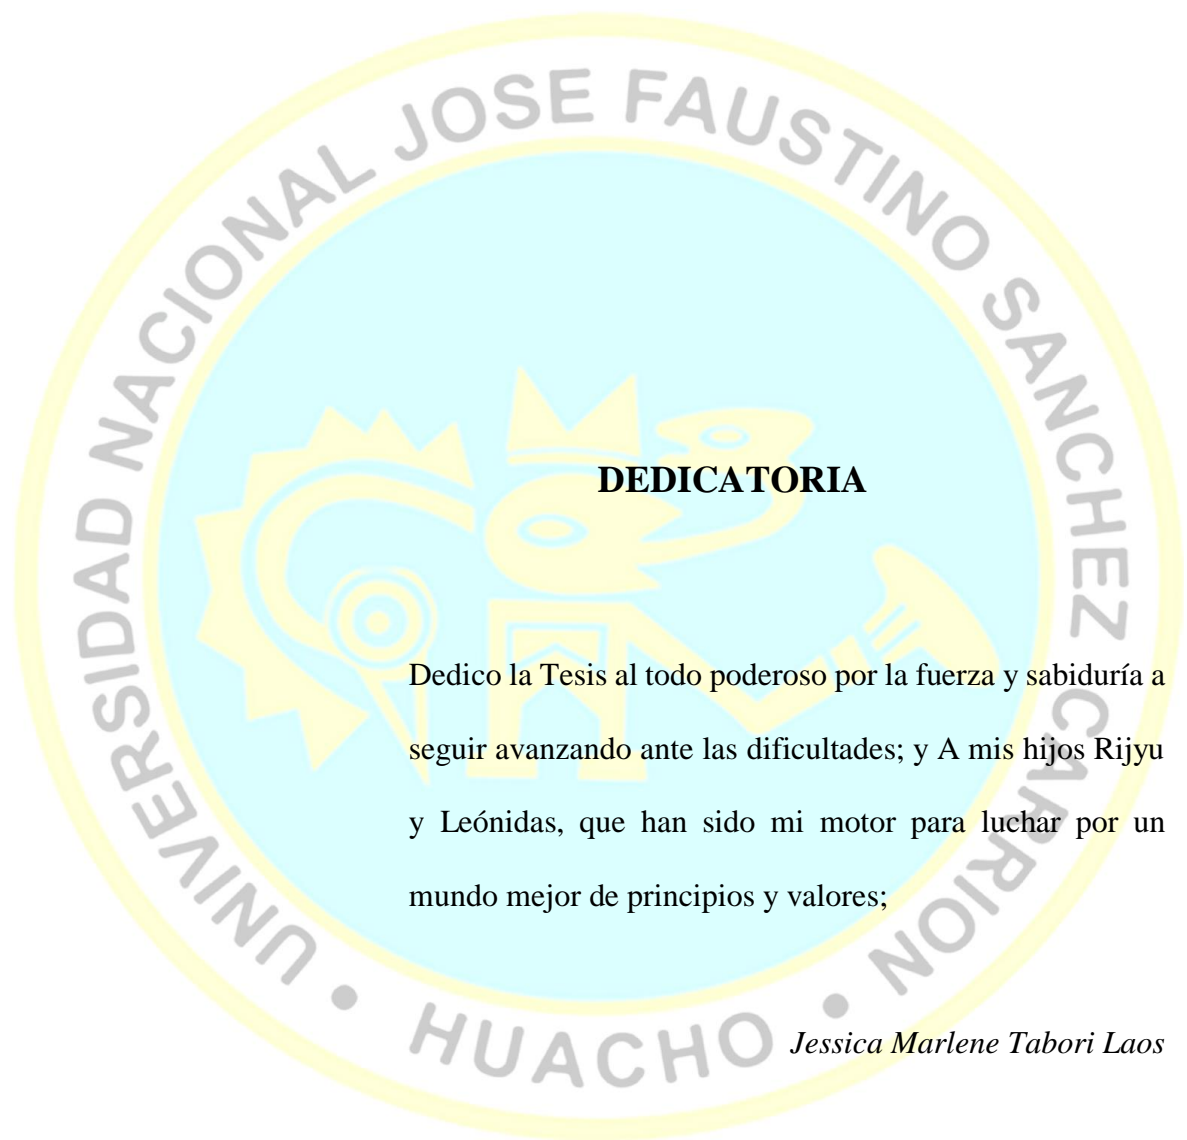 UNIVERSIDAD NACIONAL JOSE FAUSTINO SANCHEZ CARRION
• HUACHO •
DEDICATORIA
Dedico la Tesis al todo poderoso por la fuerza y sabiduría a
seguir avanzando ante las dificultades; y A mis hijos Rijyu
y Leónidas, que han sido mi motor para luchar por un
mundo mejor de principios y valores;
Jessica Marlene Tabori Laos